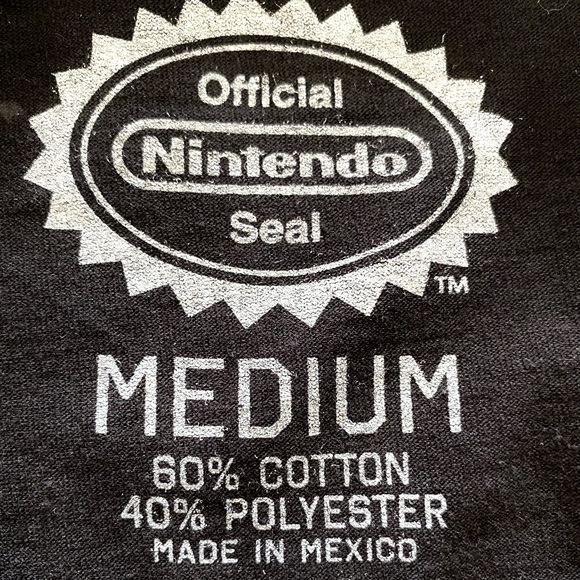 Official
Nintendo
Seal
TM
MEDIUM
60% COTTON
40% POLYESTER
MADE IN MEXICO